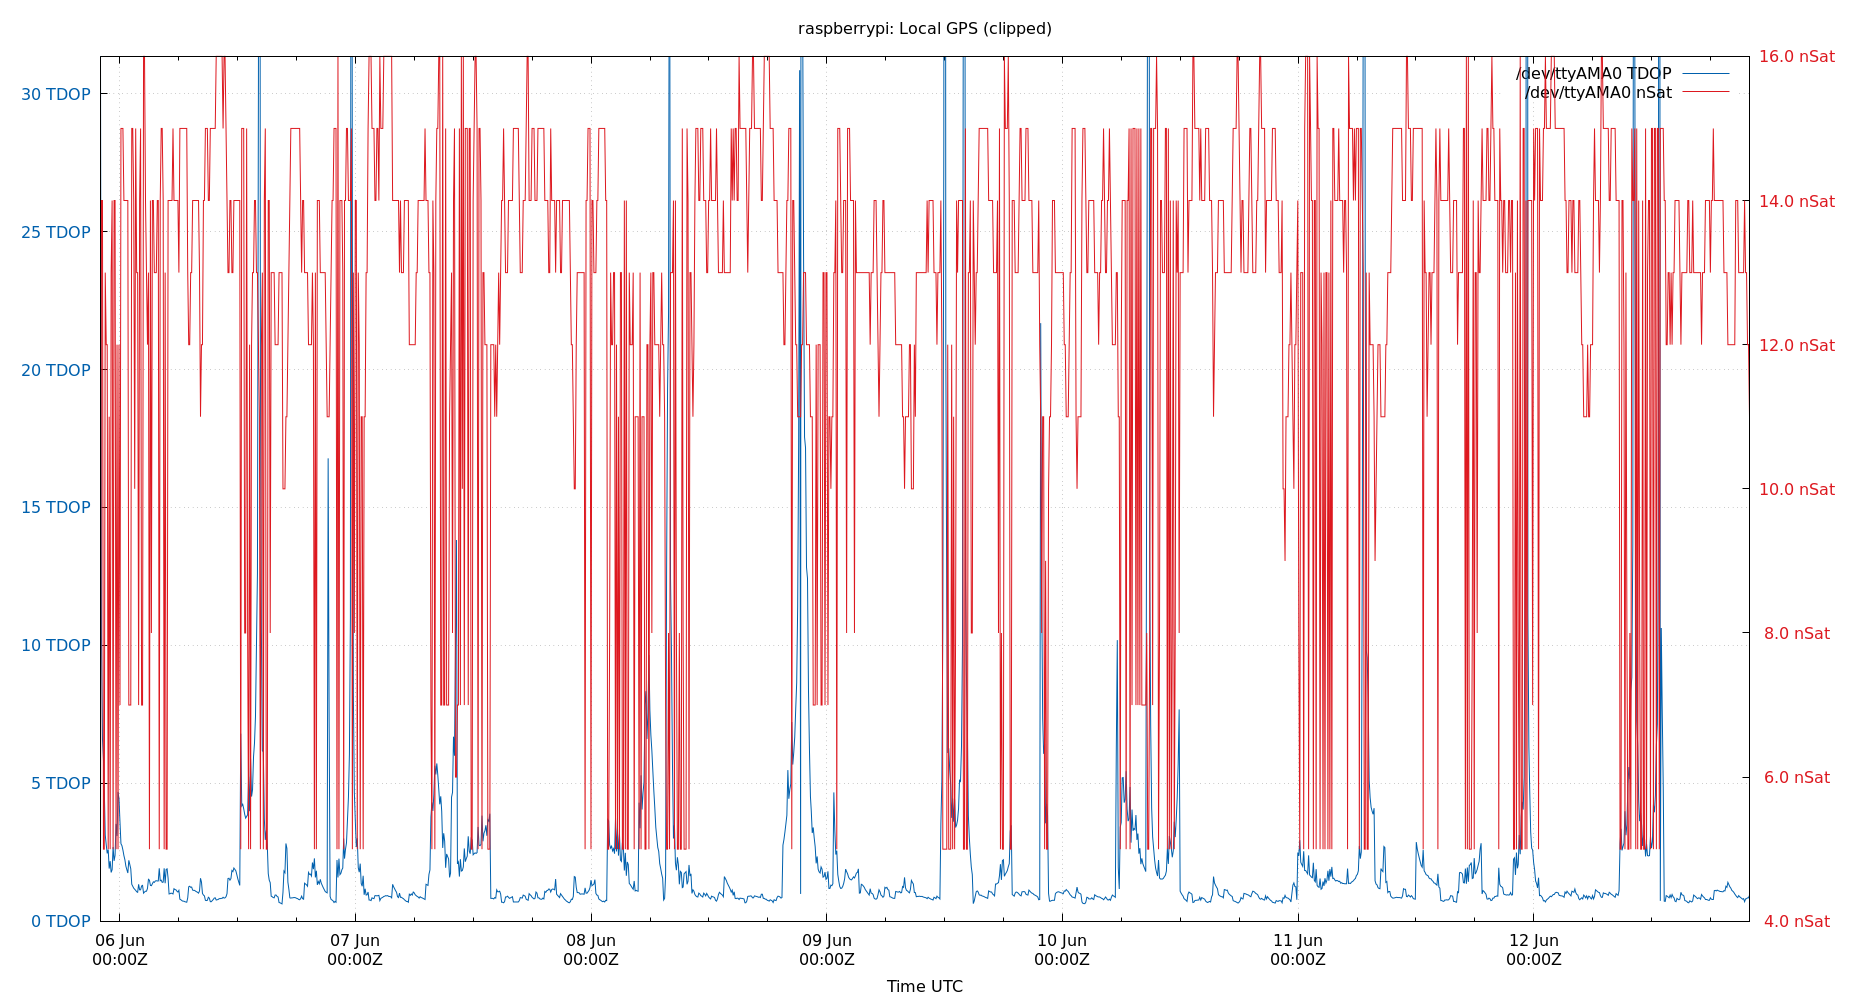 raspberrypi: Local GPS (clipped)
/dev/ttyAMA0 TDOP
/dev/ttyAMA0 nSat
30 TDOP
25 TDOP
20 TDOP
15 TDOP
10 TDOP
5 TDOP
0 TDOP
16.0 nSat
14.0 nSat
12.0 nSat
10.0 nSat
8.0 nSat
6.0 nSat
4.0 nSat
06 Jun
00:00Z
07 Jun
00:00Z
08 Jun
00:00Z
09 Jun
00:00Z
10 Jun
00:00Z
11 Jun
00:00Z
12 Jun
00:00Z
Time UTC